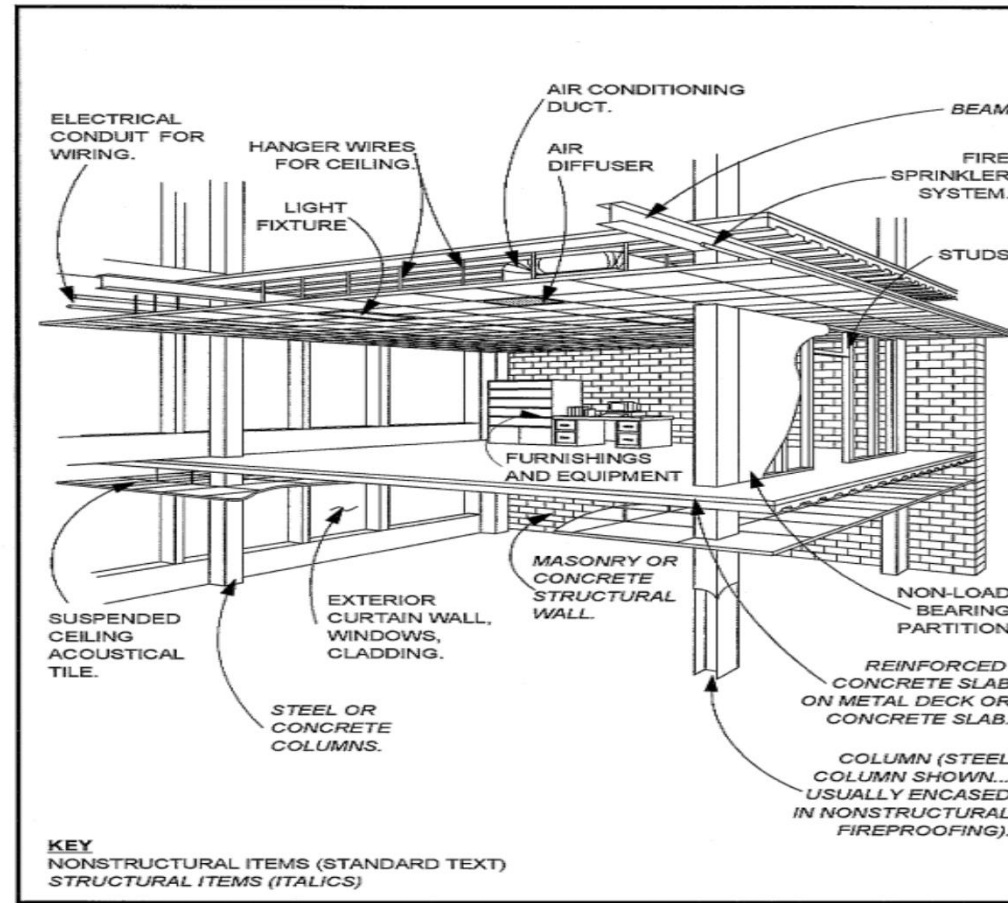 ELECTRICAL
CONDUIT FOR
WIRING.
HANGER WIRES
FOR CEILING.
LIGHT
FIXTURE
AIR CONDITIONING
DUCT.
AIR
DIFFUSER
BEAM
FIRE
SPRINKLER
SYSTEM.
STUDS
FURNISHINGS
AND EQUIPMENT
SUSPENDED
CEILING
ACOUSTICAL
TILE.
STEEL OR
CONCRETE
COLUMNS.
EXTERIOR
CURTAIN WALL,
WINDOWS,
CLADDING.
MASONRY OR
CONCRETE
STRUCTURAL
WALL.
NON-LOAD
BEARING
PARTITION
REINFORCED
CONCRETE SLAB
ON METAL DECK OR
CONCRETE SLAB.
COLUMN (STEEL
COLUMN SHOWN...
USUALLY ENCASED
IN NONSTRUCTURAL
FIREPROOFING).
KEY
NONSTRUCTURAL ITEMS (STANDARD TEXT)
STRUCTURAL ITEMS (ITALICS)